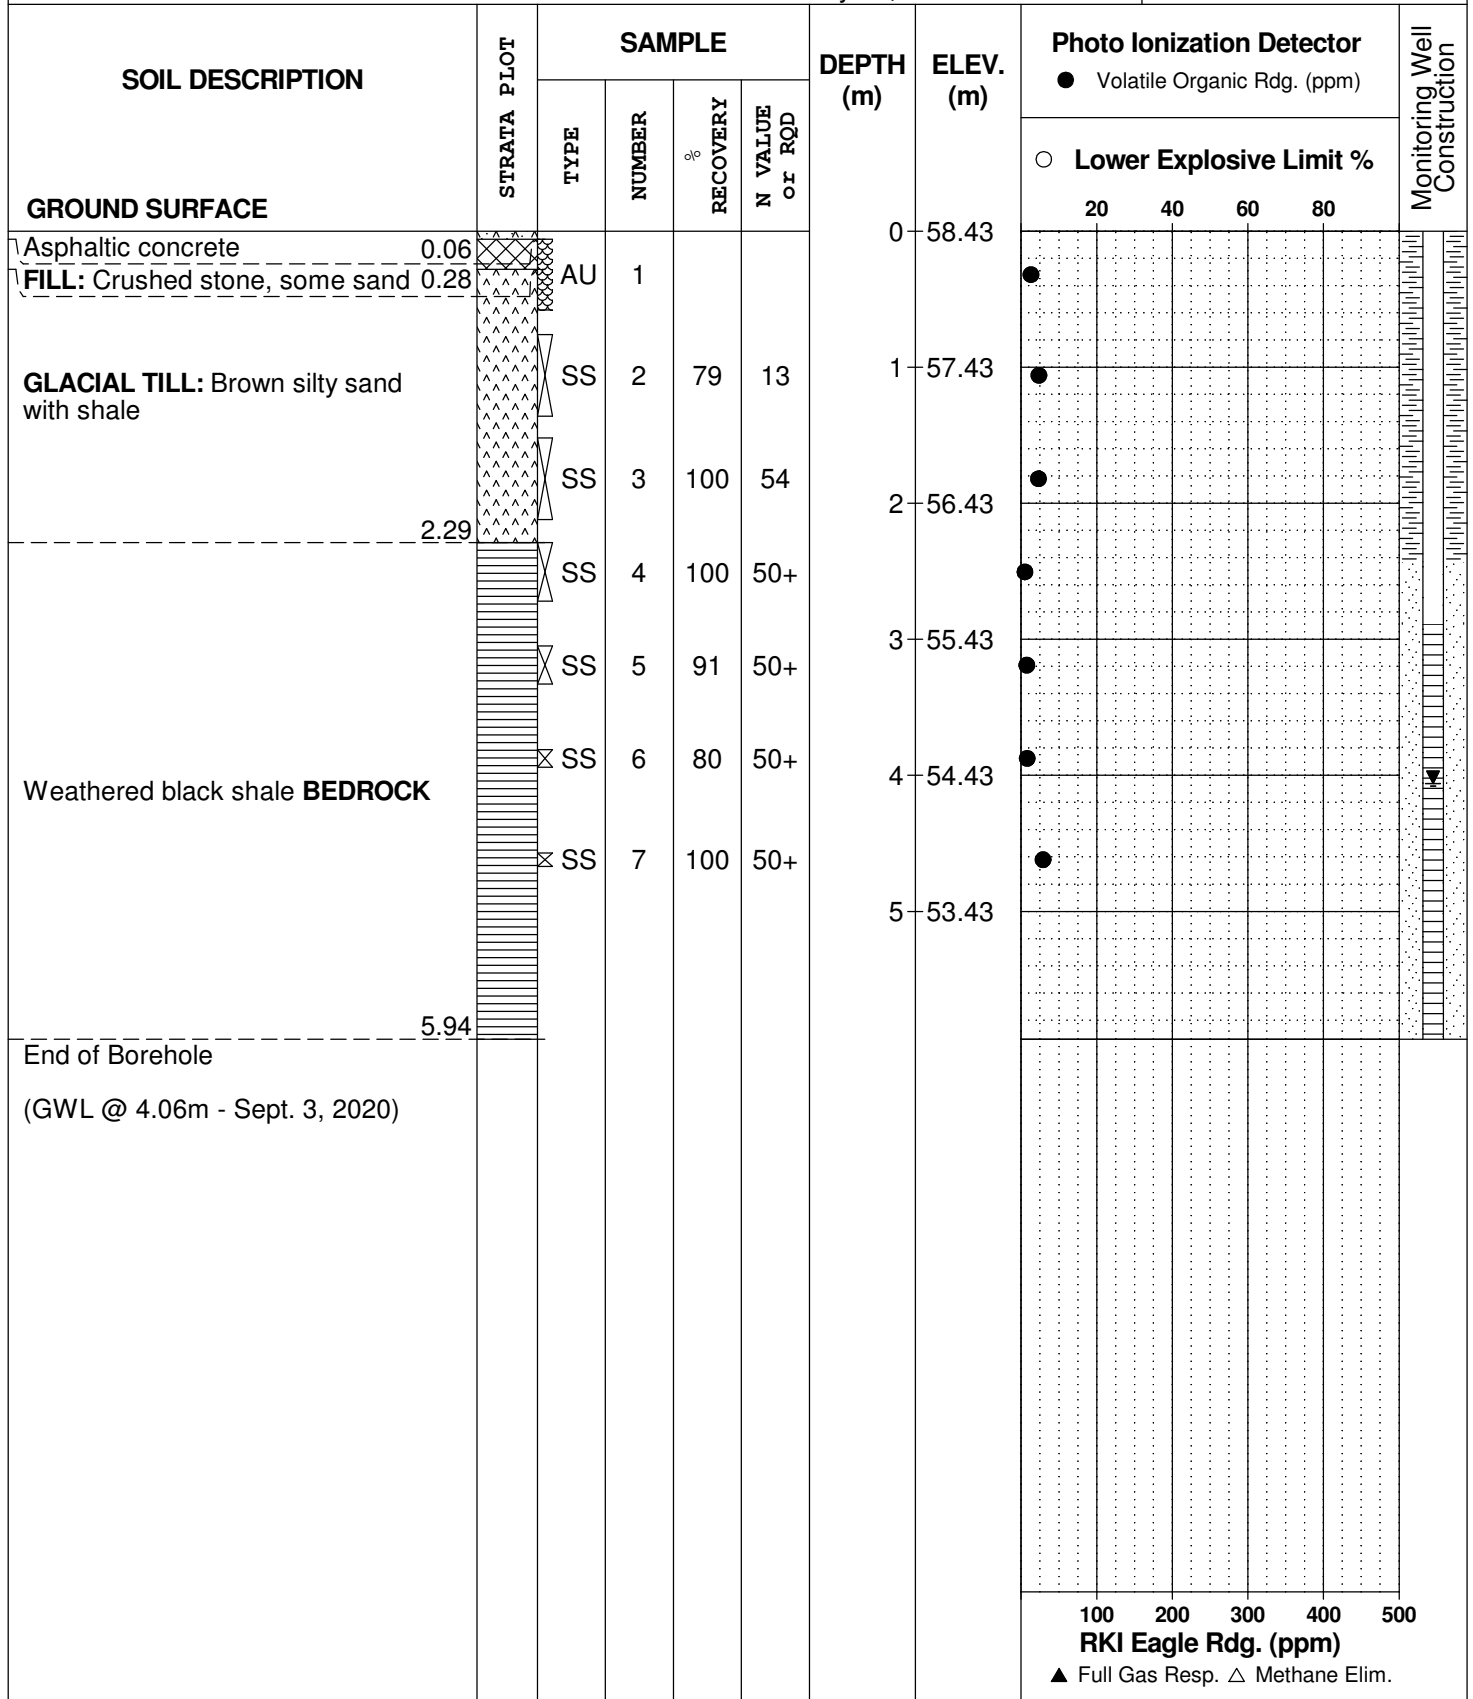 SOIL DESCRIPTION
GROUND SURFACE
STRATA PLOT
SAMPLE
TYPE
NUMBER
% RECOVERY
N VALUE or RQD
DEPTH (m)
ELEV. (m)
Photo Ionization Detector
● Volatile Organic Rdg. (ppm)
○ Lower Explosive Limit %
20 40 60 80
Monitoring Well Construction
0 58.43
Asphaltic concrete 0.06
FILL: Crushed stone, some sand 0.28
AU 1
GLACIAL TILL: Brown silty sand
with shale
SS 2 79 13
1 57.43
SS 3 100 54
2 56.43
2.29
SS 4 100 50+
3 55.43
SS 5 91 50+
SS 6 80 50+
4 54.43
Weathered black shale BEDROCK
SS 7 100 50+
5 53.43
5.94
End of Borehole
(GWL @ 4.06m - Sept. 3, 2020)
100 200 300 400 500
RKI Eagle Rdg. (ppm)
▲ Full Gas Resp. △ Methane Elim.